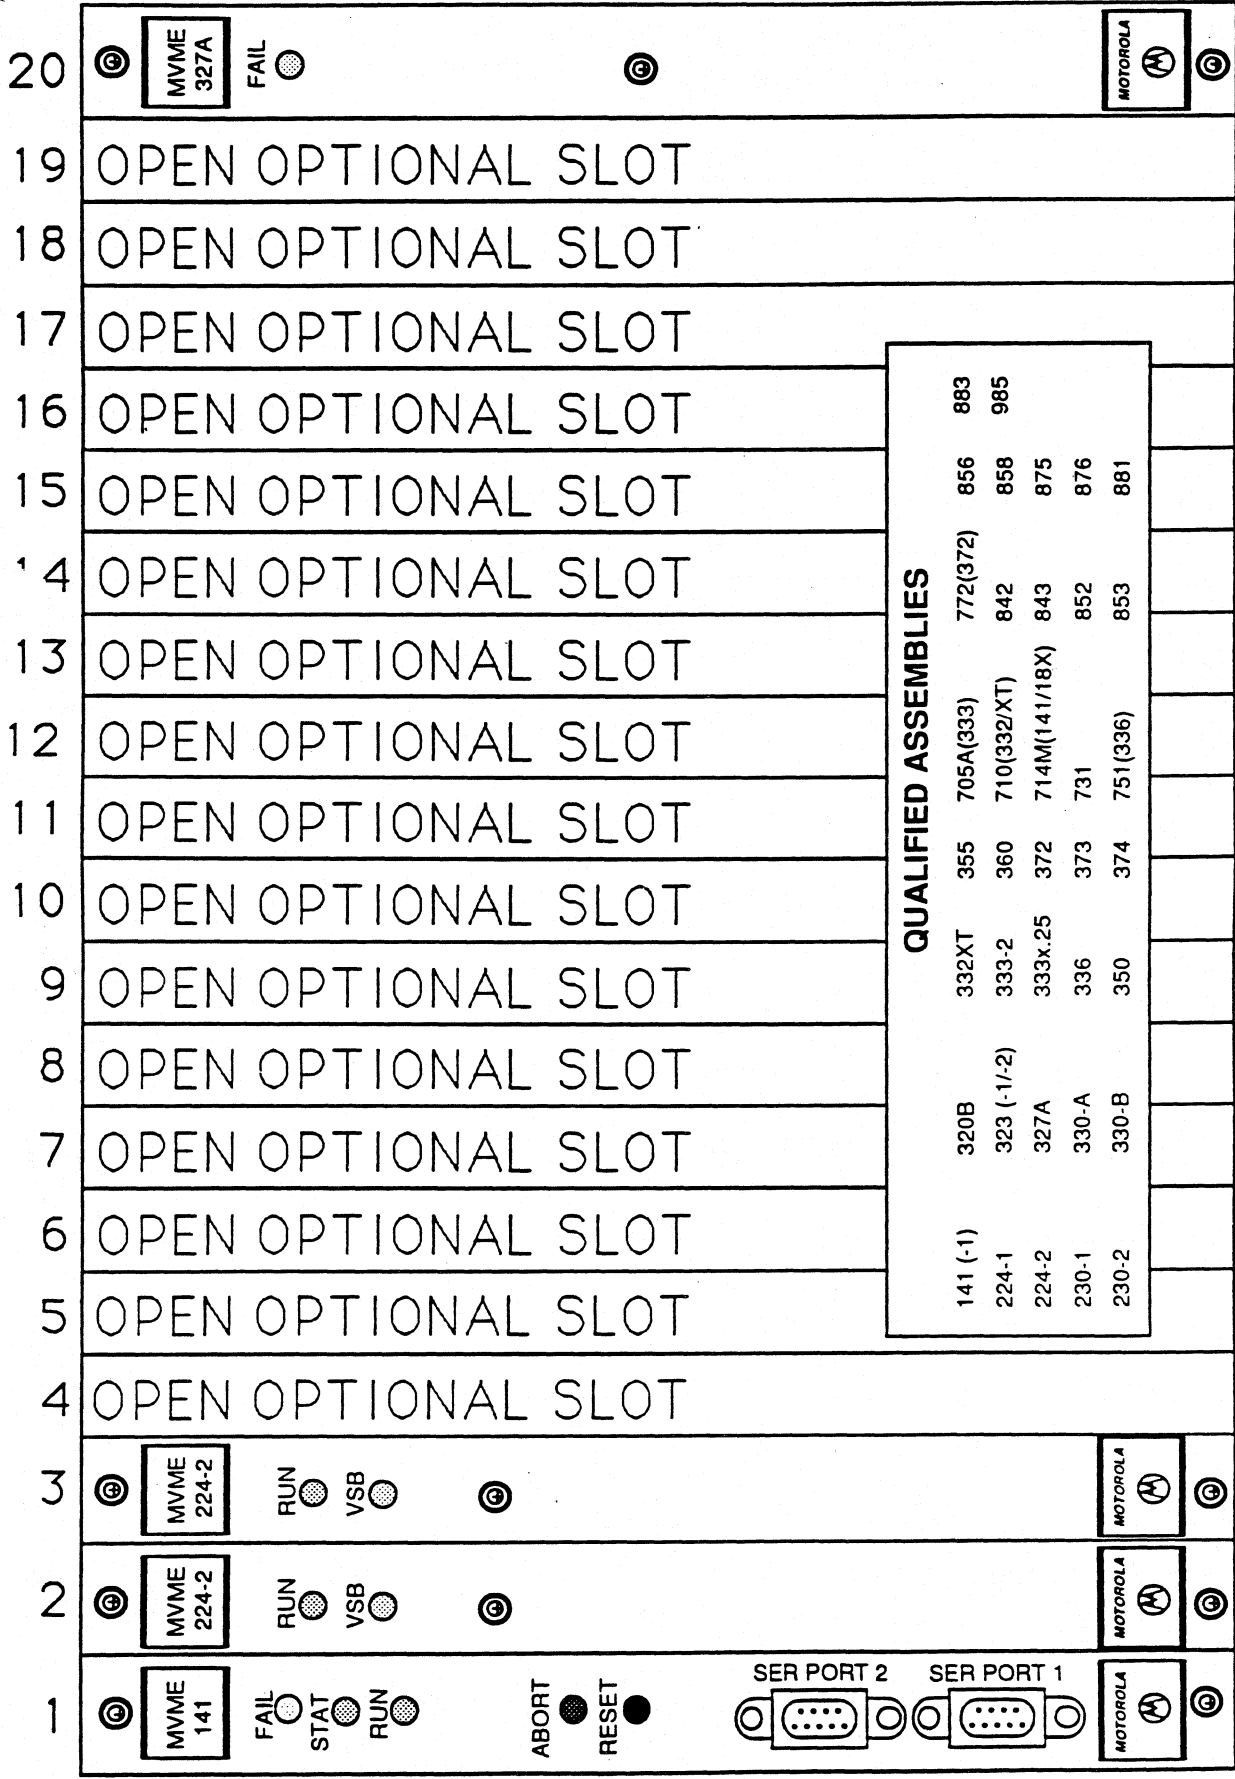 20
MVME
327A
FAIL
MOTOROLA
19 OPEN OPTIONAL SLOT
18 OPEN OPTIONAL SLOT
17 OPEN OPTIONAL SLOT
16 OPEN OPTIONAL SLOT
15 OPEN OPTIONAL SLOT
14 OPEN OPTIONAL SLOT
13 OPEN OPTIONAL SLOT
12 OPEN OPTIONAL SLOT
11 OPEN OPTIONAL SLOT
10 OPEN OPTIONAL SLOT
9 OPEN OPTIONAL SLOT
8 OPEN OPTIONAL SLOT
7 OPEN OPTIONAL SLOT
6 OPEN OPTIONAL SLOT
5 OPEN OPTIONAL SLOT
4 OPEN OPTIONAL SLOT
QUALIFIED ASSEMBLIES
141 (-1) 320B 332XT 355 705A(333) 772(372) 856 883
224-1 323 (-1/-2) 333-2 360 710(332/XT) 842 858 985
224-2 327A 333x.25 372 714M(141/18X) 843 875
230-1 330-A 336 373 731 852 876
230-2 330-B 350 374 751(336) 853 881
3
MVME
224-2
RUN
VSB
MOTOROLA
2
MVME
224-2
RUN
VSB
MOTOROLA
1
MVME
141
FAIL
STAT
RUN
ABORT
RESET
SER PORT 2
SER PORT 1
MOTOROLA